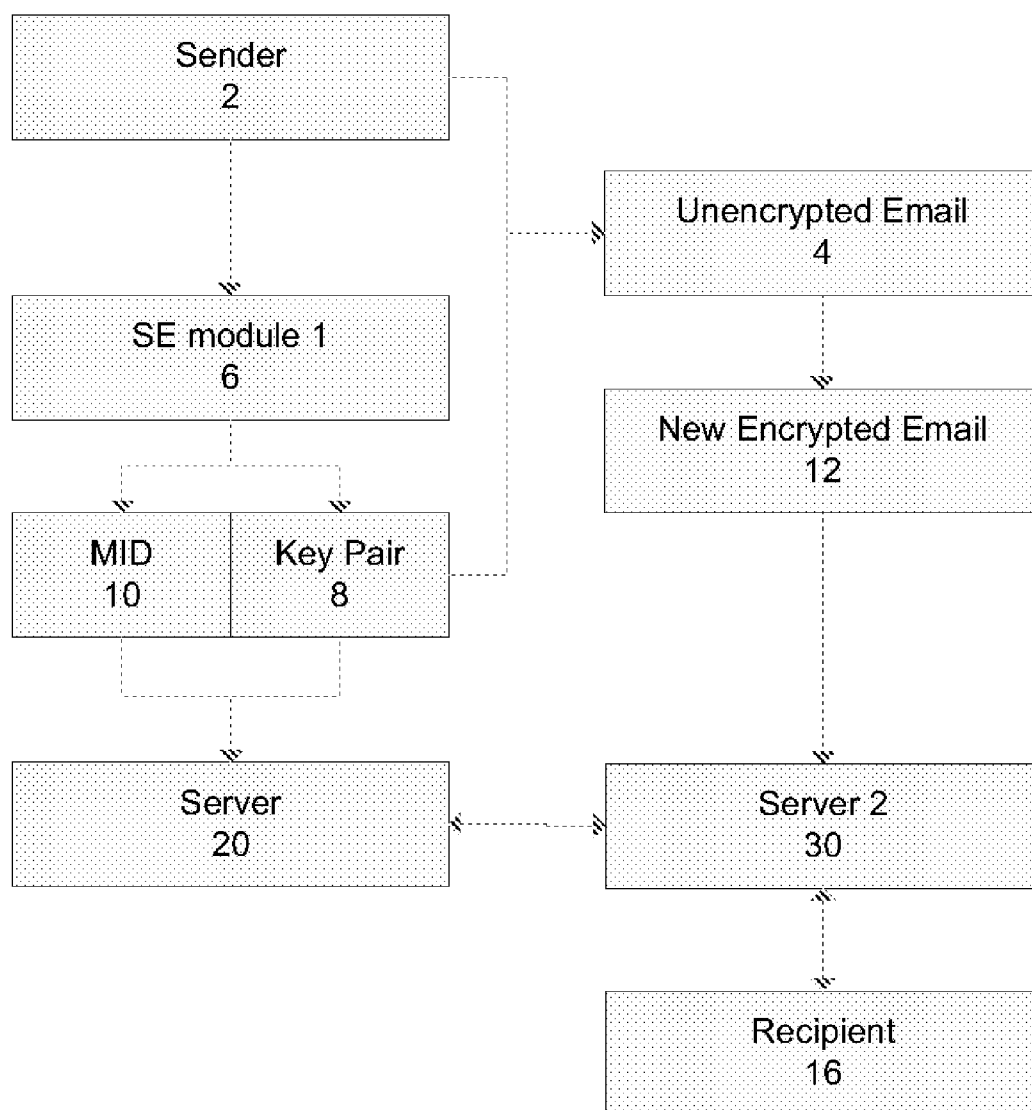 Sender
2
Unencrypted Email
4
SE module 1
6
New Encrypted Email
12
MID
10
Key Pair
8
Server
20
Server 2
30
Recipient
16